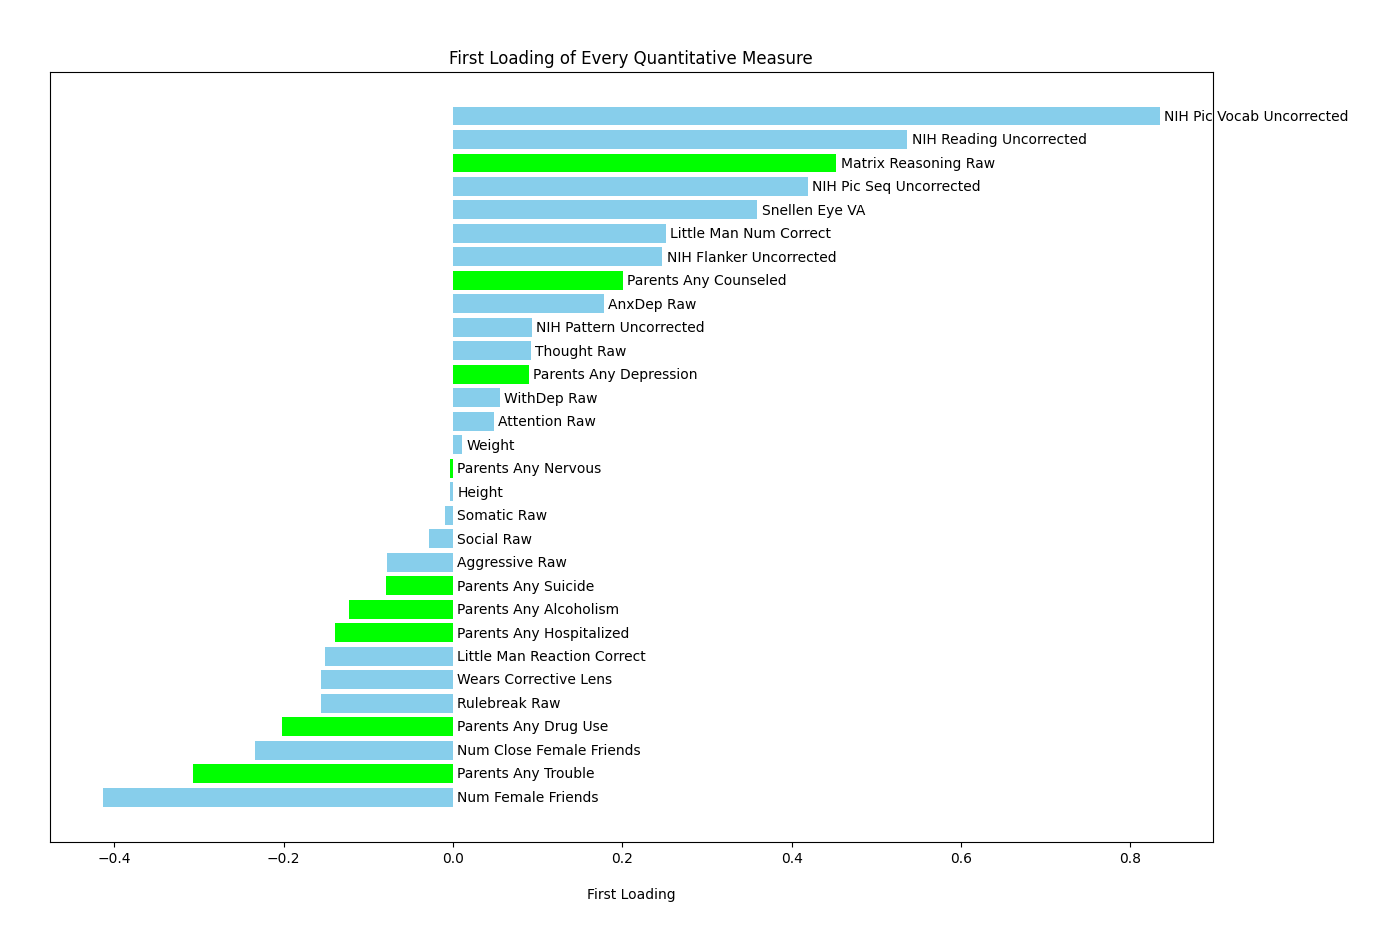 First Loading of Every Quantitative Measure
NIH Pic Vocab Uncorrected
NIH Reading Uncorrected
Matrix Reasoning Raw
NIH Pic Seq Uncorrected
Snellen Eye VA
Little Man Num Correct
NIH Flanker Uncorrected
Parents Any Counseled
AnxDep Raw
NIH Pattern Uncorrected
Thought Raw
Parents Any Depression
WithDep Raw
Attention Raw
Weight
Parents Any Nervous
Height
Somatic Raw
Social Raw
Aggressive Raw
Parents Any Suicide
Parents Any Alcoholism
Parents Any Hospitalized
Little Man Reaction Correct
Wears Corrective Lens
Rulebreak Raw
Parents Any Drug Use
Num Close Female Friends
Parents Any Trouble
Num Female Friends
−0.4 −0.2 0.0 0.2 0.4 0.6 0.8
First Loading